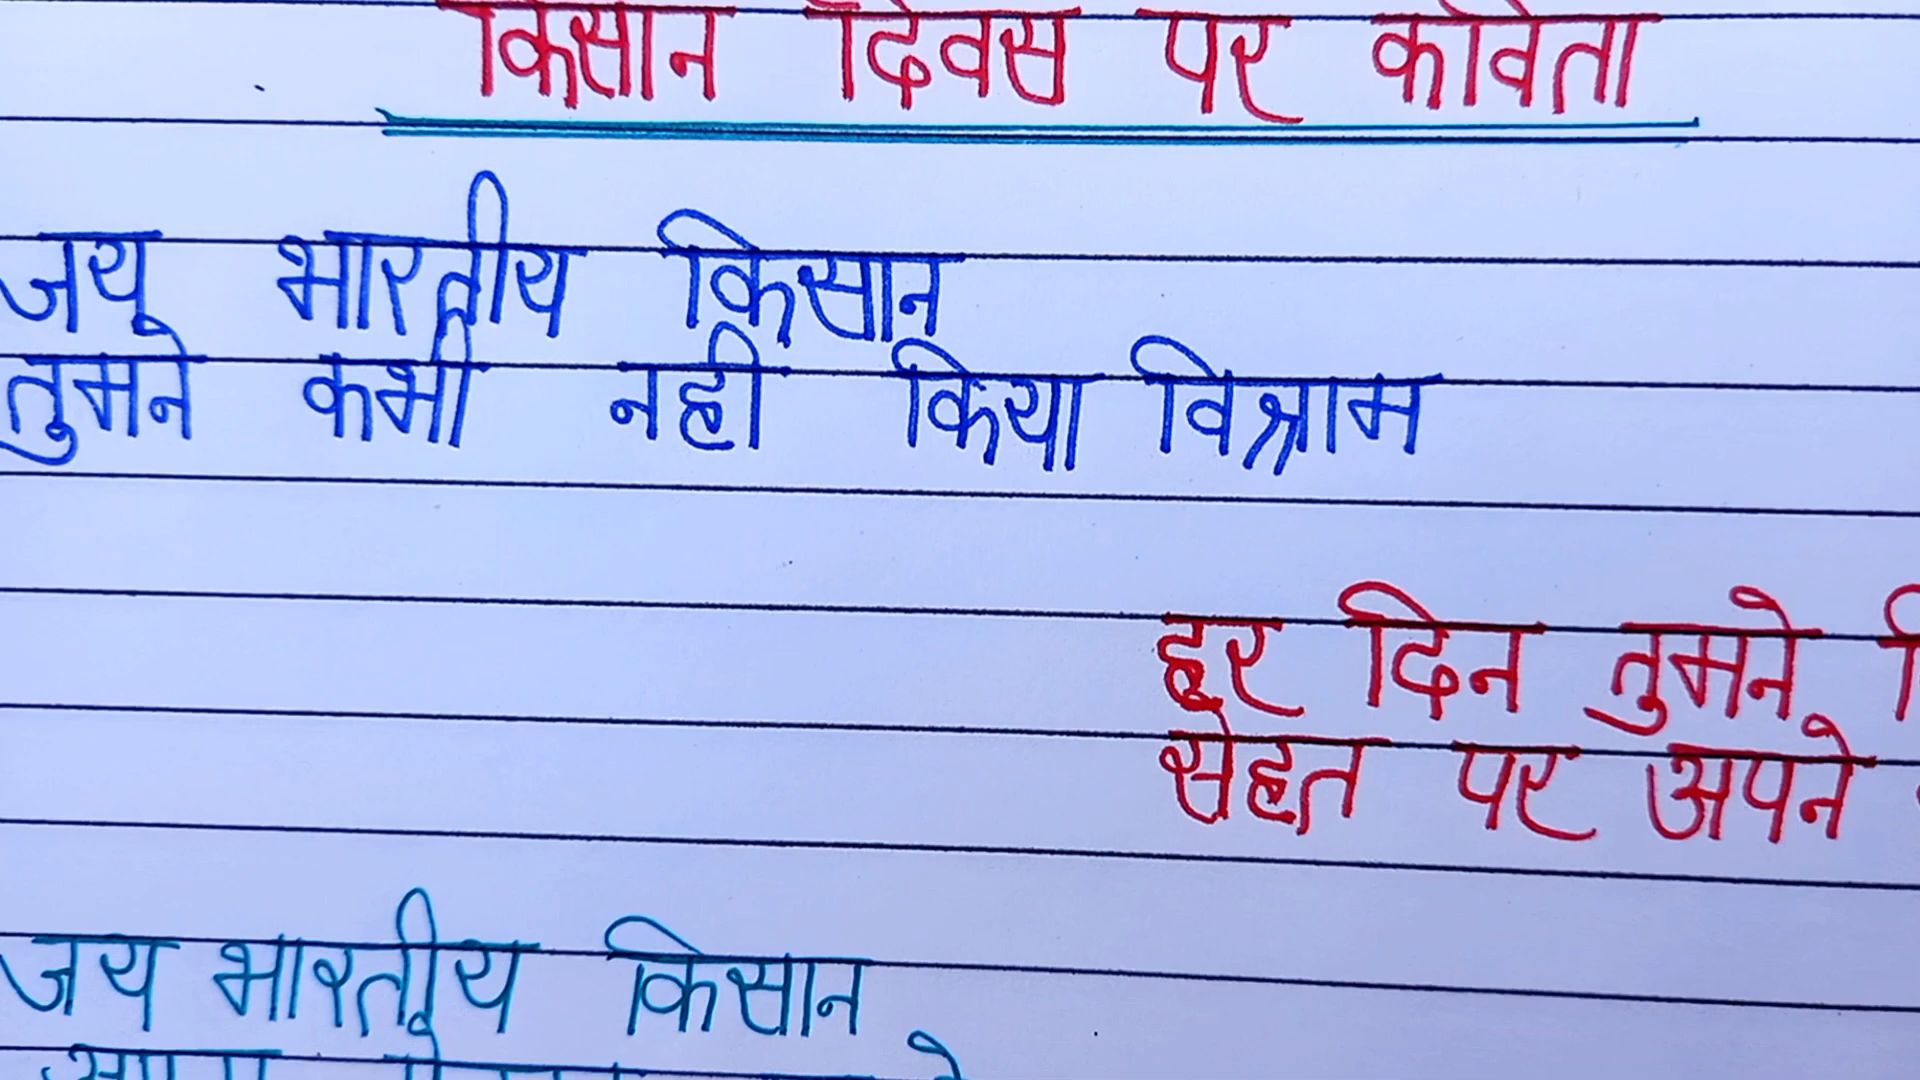 किसान दिवस पर कविता
जय भारतीय किसान
तुमने कभी नही किया विश्राम
हर दिन तुमने
सेहत पर अपने
जय भारतीय किसान